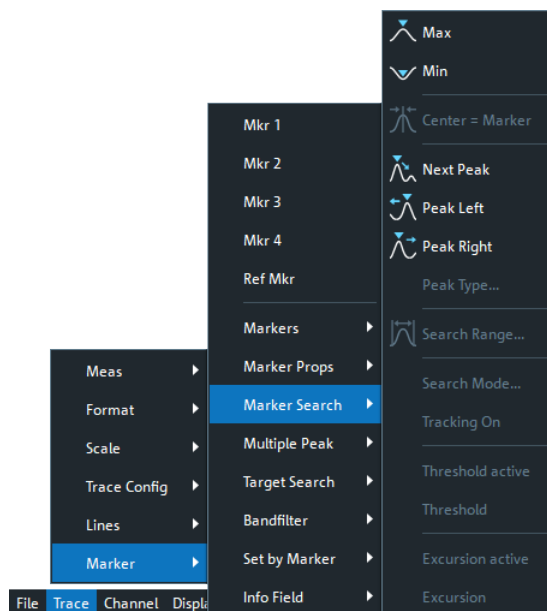 File Trace Channel Displa
Meas
Format
Scale
Trace Config
Lines
Marker
Mkr 1
Mkr 2
Mkr 3
Mkr 4
Ref Mkr
Markers
Marker Props
Marker Search
Multiple Peak
Target Search
Bandfilter
Set by Marker
Info Field
Max
Min
Center = Marker
Next Peak
Peak Left
Peak Right
Peak Type...
Search Range...
Search Mode...
Tracking On
Threshold active
Threshold
Excursion active
Excursion